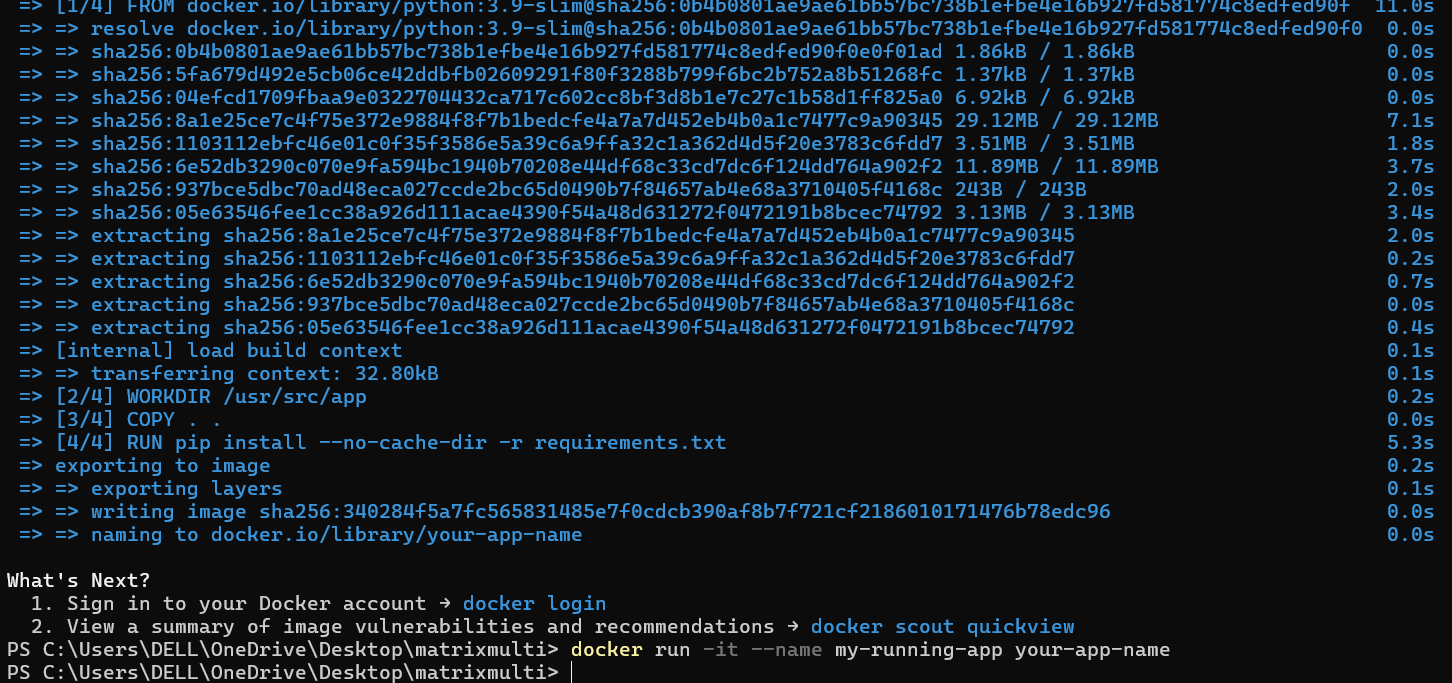 => [1/4] FROM docker.io/library/python:3.9-slim@sha256:0b4b0801ae9ae61bb57bc738b1efbe4e16b927fd581774c8edfed90f 11.0s
=> => resolve docker.io/library/python:3.9-slim@sha256:0b4b0801ae9ae61bb57bc738b1efbe4e16b927fd581774c8edfed90f0 0.0s
=> => sha256:0b4b0801ae9ae61bb57bc738b1efbe4e16b927fd581774c8edfed90f0e0f01ad 1.86kB / 1.86kB 0.0s
=> => sha256:5fa679d492e5cb06ce42ddbfb02609291f80f3288b799f6bc2b752a8b51268fc 1.37kB / 1.37kB 0.0s
=> => sha256:04efcd1709fbaa9e0322704432ca717c602cc8bf3d8b1e7c27c1b58d1ff825a0 6.92kB / 6.92kB 0.0s
=> => sha256:8a1e25ce7c4f75e372e9884f8f7b1bedcfe4a7a7d452eb4b0a1c7477c9a90345 29.12MB / 29.12MB 7.1s
=> => sha256:1103112ebfc46e01c0f35f3586e5a39c6a9ffa32c1a362d4d5f20e3783c6fdd7 3.51MB / 3.51MB 1.8s
=> => sha256:6e52db3290c070e9fa594bc1940b70208e44df68c33cd7dc6f124dd764a902f2 11.89MB / 11.89MB 3.7s
=> => sha256:937bce5dbc70ad48eca027ccde2bc65d0490b7f84657ab4e68a3710405f4168c 243B / 243B 2.0s
=> => sha256:05e63546fee1cc38a926d111acae4390f54a48d631272f0472191b8bcec74792 3.13MB / 3.13MB 3.4s
=> => extracting sha256:8a1e25ce7c4f75e372e9884f8f7b1bedcfe4a7a7d452eb4b0a1c7477c9a90345 2.0s
=> => extracting sha256:1103112ebfc46e01c0f35f3586e5a39c6a9ffa32c1a362d4d5f20e3783c6fdd7 0.2s
=> => extracting sha256:6e52db3290c070e9fa594bc1940b70208e44df68c33cd7dc6f124dd764a902f2 0.7s
=> => extracting sha256:937bce5dbc70ad48eca027ccde2bc65d0490b7f84657ab4e68a3710405f4168c 0.0s
=> => extracting sha256:05e63546fee1cc38a926d111acae4390f54a48d631272f0472191b8bcec74792 0.4s
=> [internal] load build context 0.1s
=> => transferring context: 32.80kB 0.1s
=> [2/4] WORKDIR /usr/src/app 0.2s
=> [3/4] COPY . . 0.0s
=> [4/4] RUN pip install --no-cache-dir -r requirements.txt 5.3s
=> exporting to image 0.2s
=> => exporting layers 0.1s
=> => writing image sha256:340284f5a7fc565831485e7f0cdcb390af8b7f721cf2186010171476b78edc96 0.0s
=> => naming to docker.io/library/your-app-name 0.0s
What's Next?
1. Sign in to your Docker account → docker login
2. View a summary of image vulnerabilities and recommendations → docker scout quickview
PS C:\Users\DELL\OneDrive\Desktop\matrixmulti> docker run -it --name my-running-app your-app-name
PS C:\Users\DELL\OneDrive\Desktop\matrixmulti>